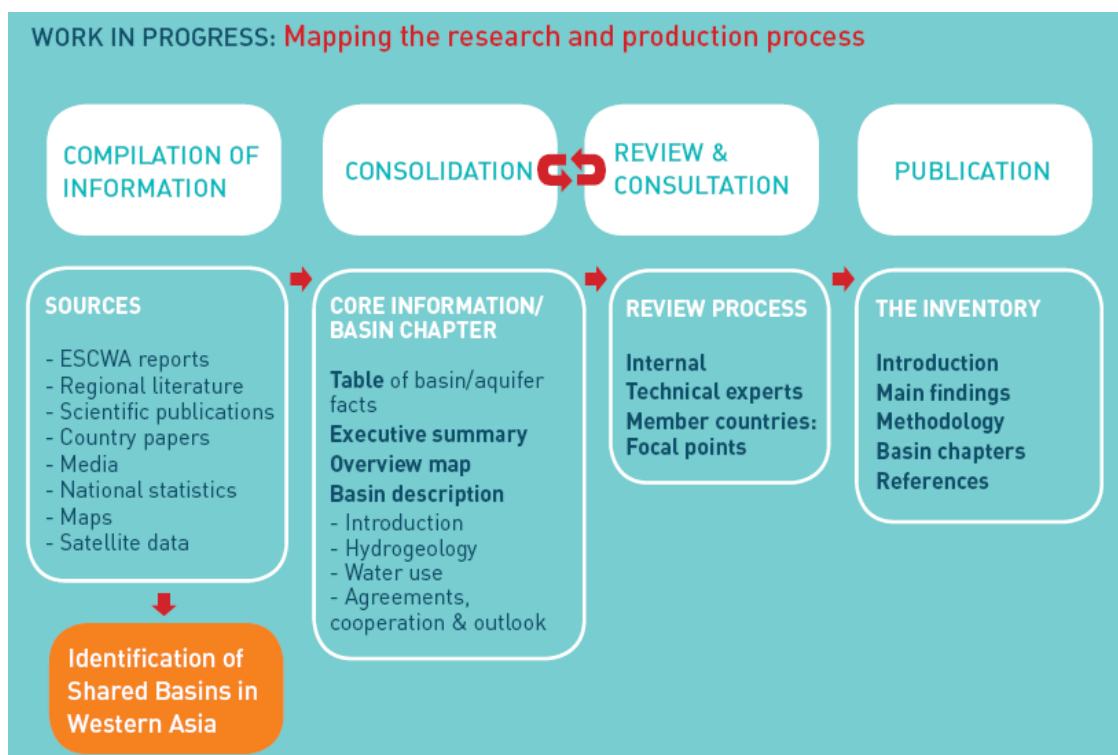 WORK IN PROGRESS: Mapping the research and production process
COMPILATION OF
INFORMATION
CONSOLIDATION
REVIEW &
CONSULTATION
PUBLICATION
SOURCES
- ESCWA reports
- Regional literature
- Scientific publications
- Country papers
- Media
- National statistics
- Maps
- Satellite data
Identification of
Shared Basins in
Western Asia
CORE INFORMATION/
BASIN CHAPTER
Table of basin/aquifer
facts
Executive summary
Overview map
Basin description
- Introduction
- Hydrogeology
- Water use
- Agreements,
cooperation & outlook
REVIEW PROCESS
Internal
Technical experts
Member countries:
Focal points
THE INVENTORY
Introduction
Main findings
Methodology
Basin chapters
References